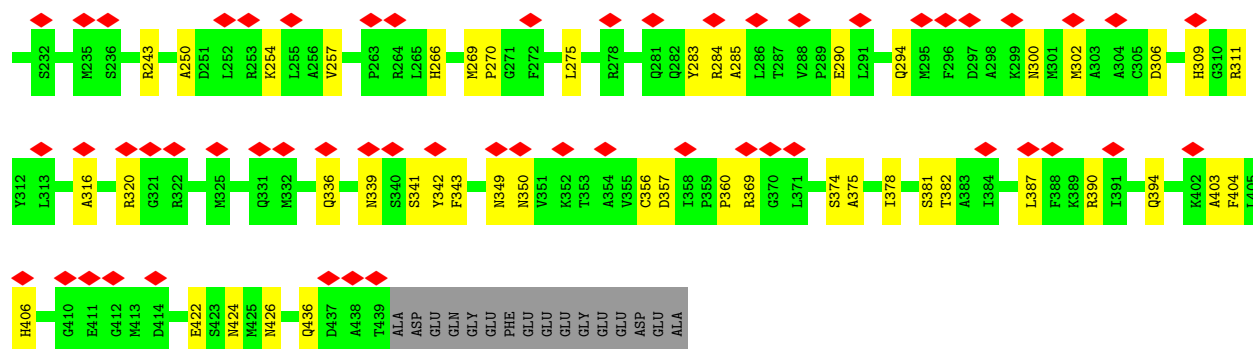 S232 M235 S236 R243 A250 D251 L252 R253 K254 L255 A256 V257 P263 R264 L265 H266 M269 P270 G271 F272 L275 R278 Q281 Q282 Y283 R284 A285 L286 T287 V288 P289 E290 L291 Q294 M295 F296 D297 A298 K299 N300 M301 M302 A303 A304 C305 D306 H309 G310 R311
Y312 L313 A316 R320 G321 R322 M325 Q331 M332 Q336 N339 S340 S341 Y342 F343 N349 N350 V351 K352 T353 A354 V355 C356 D357 I358 P359 P360 R369 G370 L371 S374 A375 I378 S381 T382 A383 I384 L387 F388 K389 R390 I391 Q394 K402 A403 F404 L405
H406 G410 E411 G412 M413 D414 E422 S423 N424 M425 N426 Q436 D437 A438 T439 ALA ASP GLU GLN GLY GLU PHE GLU GLU GLU GLY GLU GLU ASP GLU ALA